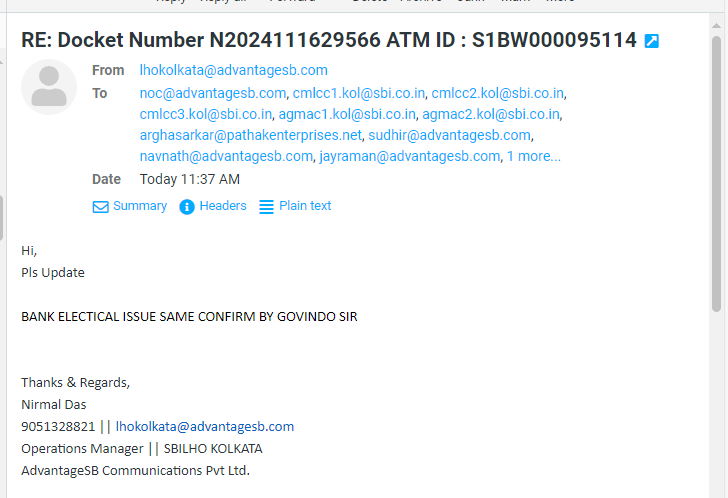 RE: Docket Number N2024111629566 ATM ID : S1BW000095114
From lhokolkata@advantagesb.com
To noc@advantagesb.com, cmlcc1.kol@sbi.co.in, cmlcc2.kol@sbi.co.in,
cmlcc3.kol@sbi.co.in, agmac1.kol@sbi.co.in, agmac2.kol@sbi.co.in,
arghasarkar@pathakenterprises.net, sudhir@advantagesb.com,
navnath@advantagesb.com, jayraman@advantagesb.com, 1 more...
Date Today 11:37 AM
Summary Headers Plain text
Hi,
Pls Update
BANK ELECTICAL ISSUE SAME CONFIRM BY GOVINDO SIR
Thanks & Regards,
Nirmal Das
9051328821 || lhokolkata@advantagesb.com
Operations Manager || SBILHO KOLKATA
AdvantageSB Communications Pvt Ltd.